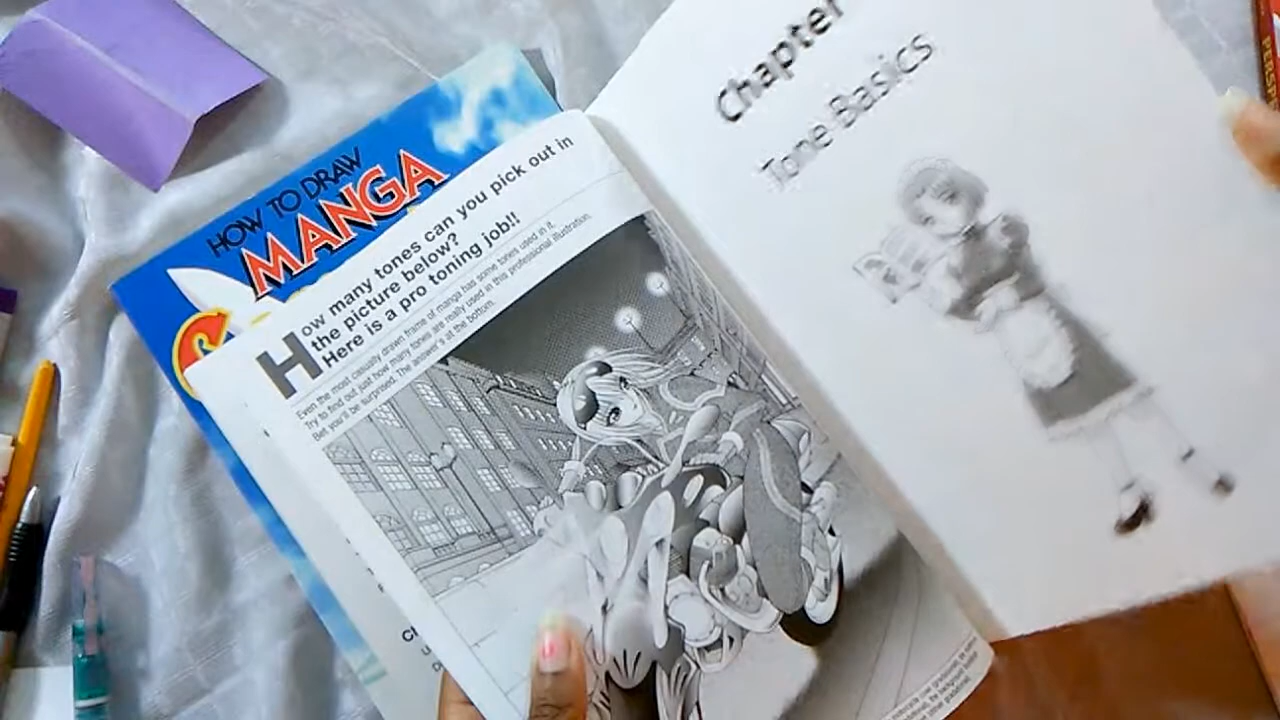 HOW TO DRAW
MANGA
How many tones can you pick out in
the picture below?
Here is a pro toning job!!
Even the most casually drawn frame of manga has some tones used in it.
Try to find out just how many tones are really used in this professional illustration.
Bet you'll be surprised. The answer's at the bottom.
Chapter
Tone Basics